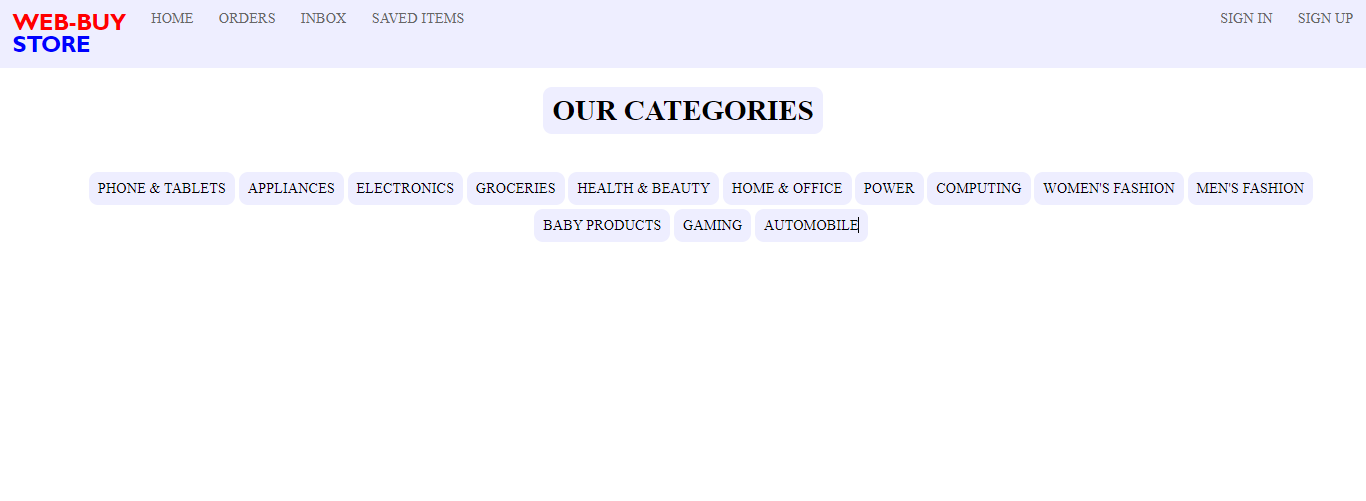 WEB-BUY HOME ORDERS INBOX SAVED ITEMS SIGN IN SIGN UP
STORE
OUR CATEGORIES
PHONE & TABLETS APPLIANCES ELECTRONICS GROCERIES HEALTH & BEAUTY HOME & OFFICE POWER COMPUTING WOMEN'S FASHION MEN'S FASHION
BABY PRODUCTS GAMING AUTOMOBILE